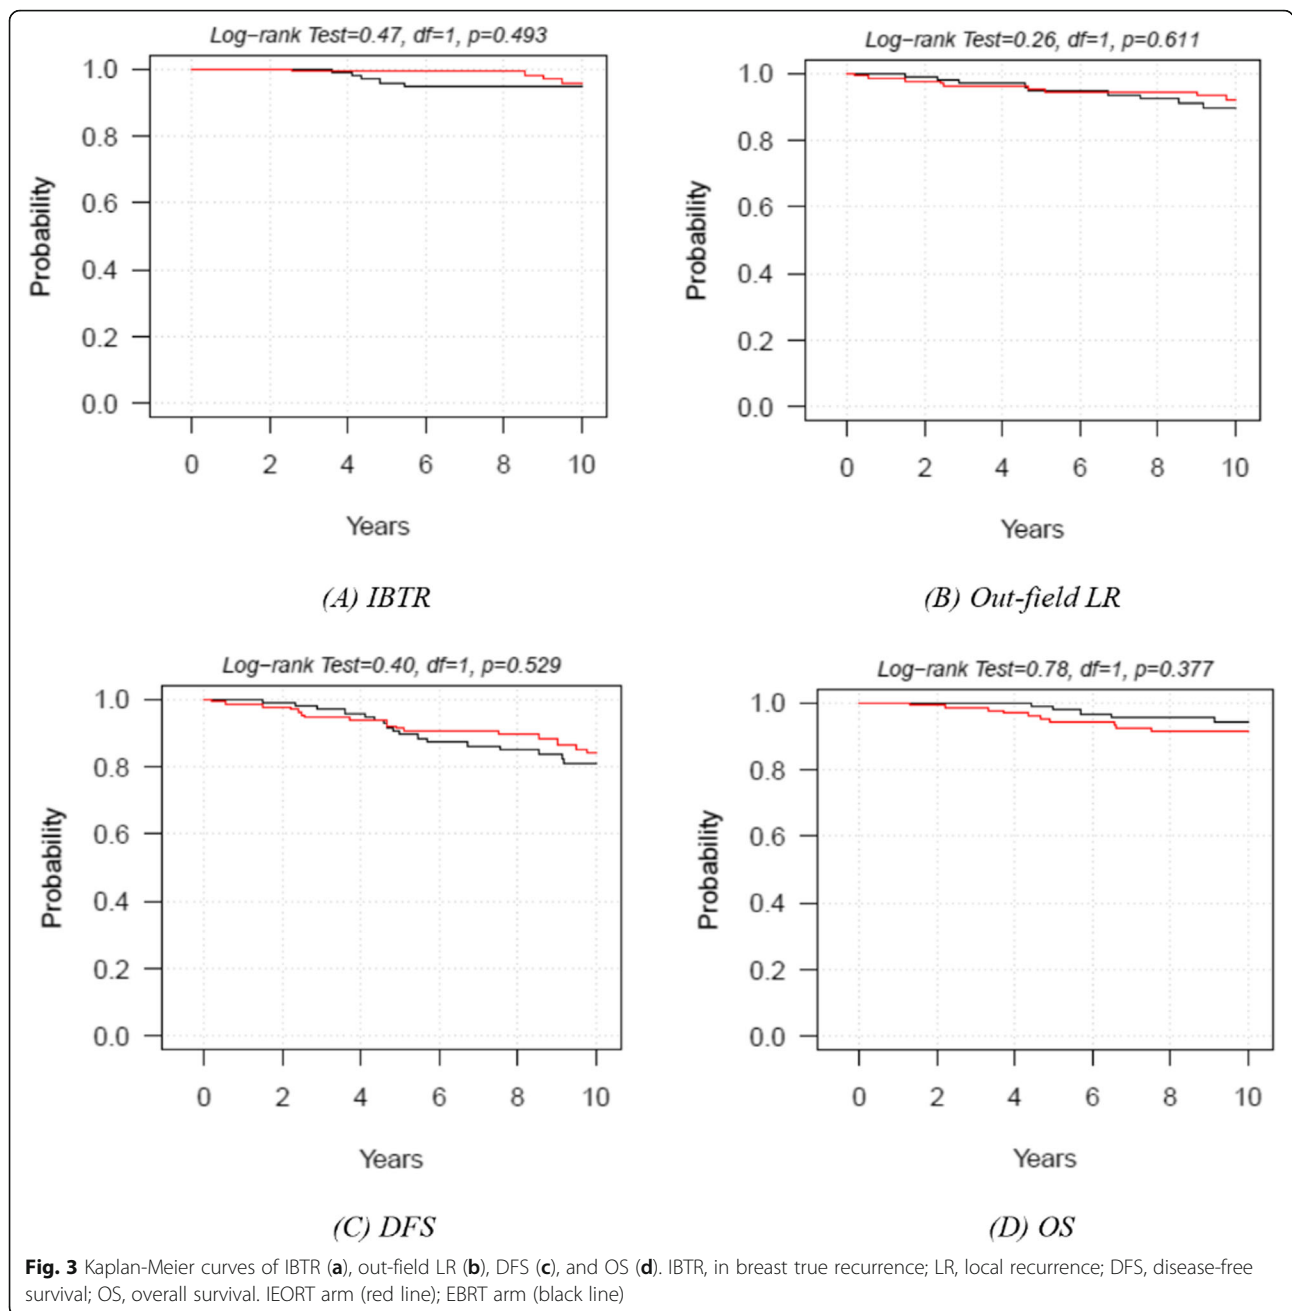 Log-rank Test=0.47, df=1, p=0.493
1.0
0.8
0.6
0.4
0.2
0.0
Probability
0 2 4 6 8 10
Years
(A) IBTR
Log-rank Test=0.26, df=1, p=0.611
1.0
0.8
0.6
0.4
0.2
0.0
Probability
0 2 4 6 8 10
Years
(B) Out-field LR
Log-rank Test=0.40, df=1, p=0.529
1.0
0.8
0.6
0.4
0.2
0.0
Probability
0 2 4 6 8 10
Years
(C) DFS
Log-rank Test=0.78, df=1, p=0.377
1.0
0.8
0.6
0.4
0.2
0.0
Probability
0 2 4 6 8 10
Years
(D) OS
Fig. 3 Kaplan-Meier curves of IBTR (a), out-field LR (b), DFS (c), and OS (d). IBTR, in breast true recurrence; LR, local recurrence; DFS, disease-free
survival; OS, overall survival. IEORT arm (red line); EBRT arm (black line)